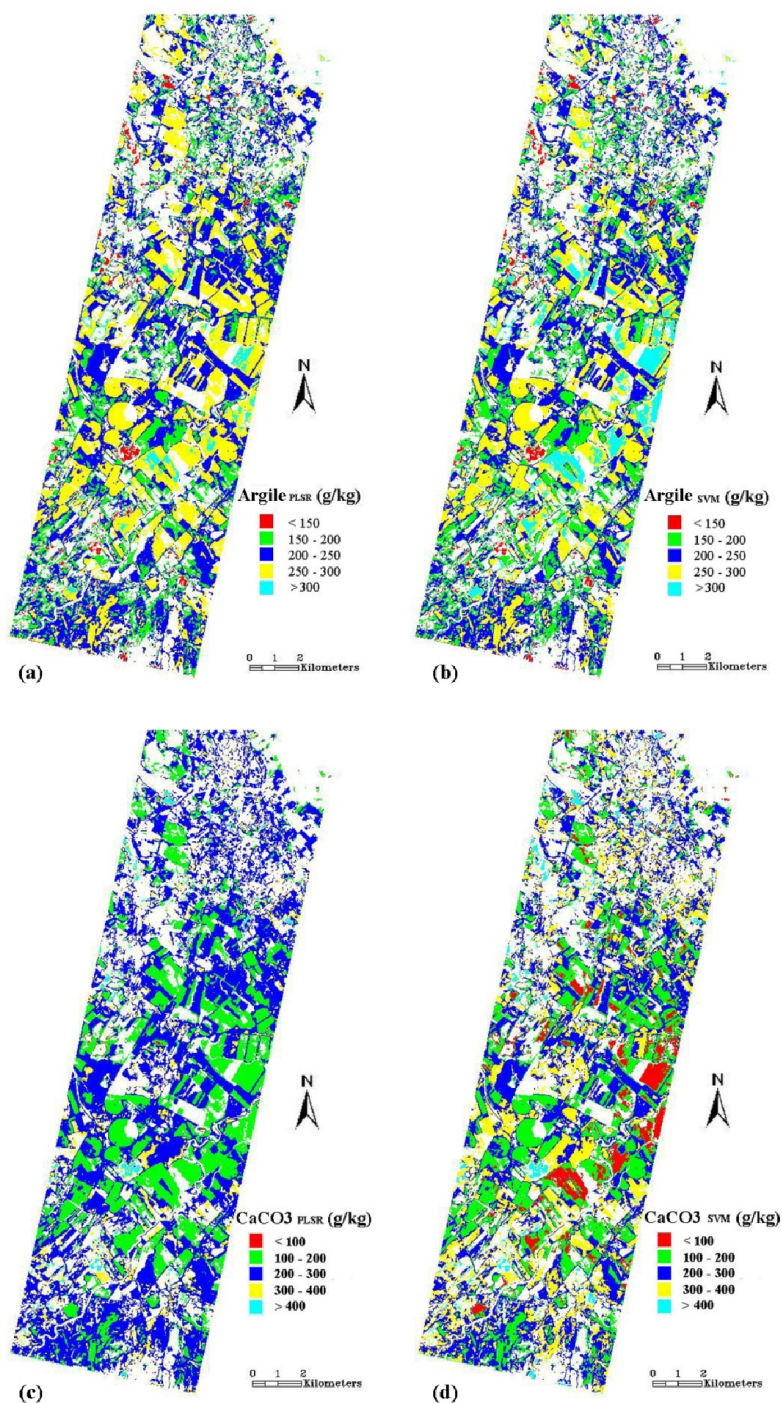 N
Argile PLSR (g/kg)
< 150
150 - 200
200 - 250
250 - 300
>300
0 1 2
Kilometers
(a)
N
Argile SVM (g/kg)
< 150
150 - 200
200 - 250
250 - 300
>300
0 1 2
Kilometers
(b)
N
CaCO3 PLSR (g/kg)
< 100
100 - 200
200 - 300
300 - 400
> 400
0 1 2
Kilometers
(c)
N
CaCO3 SVM (g/kg)
< 100
100 - 200
200 - 300
300 - 400
> 400
0 1 2
Kilometers
(d)